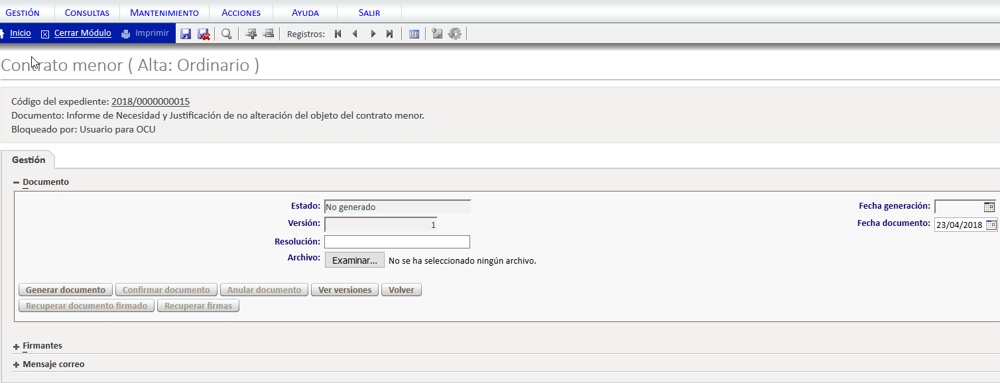 GESTIÓN CONSULTAS MANTENIMIENTO ACCIONES AYUDA SALIR
Inicio Cerrar Módulo Imprimir Registros:
Contrato menor ( Alta: Ordinario )
Código del expediente: 2018/0000000015
Documento: Informe de Necesidad y Justificación de no alteración del objeto del contrato menor.
Bloqueado por: Usuario para OCU
Gestión
Documento
Estado: No generado Fecha generación:
Versión: 1 Fecha documento: 23/04/2018
Resolución:
Archivo: Examinar... No se ha seleccionado ningún archivo.
Generar documento Confirmar documento Anular documento Ver versiones Volver
Recuperar documento firmado Recuperar firmas
Firmantes
Mensaje correo